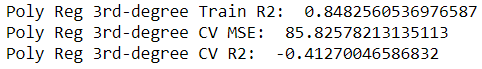 Poly Reg 3rd-degree Train R2:  0.8482560536976587
Poly Reg 3rd-degree CV MSE:  85.82578213135113
Poly Reg 3rd-degree CV R2:  -0.41270046586832